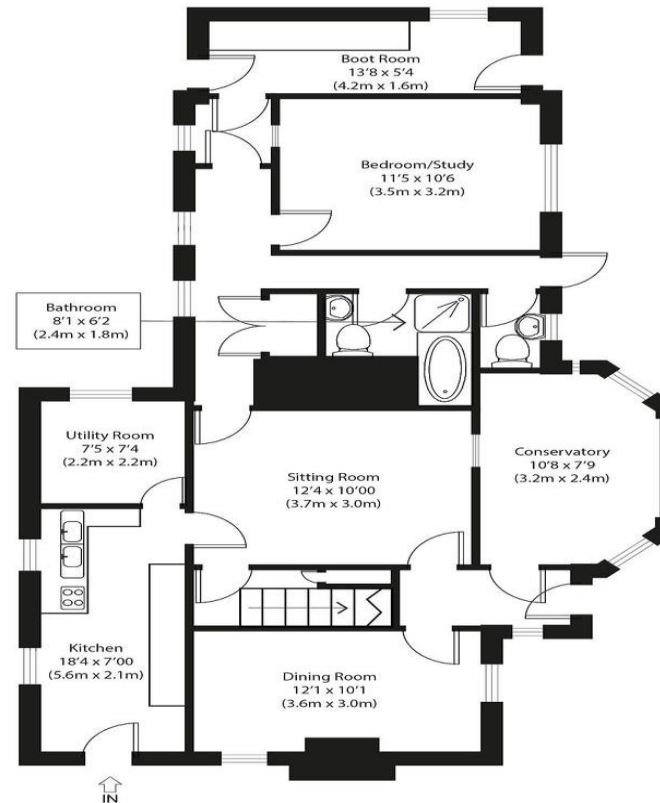 Boot Room
13'8 x 5'4
(4.2m x 1.6m)
Bedroom/Study
11'5 x 10'6
(3.5m x 3.2m)
Bathroom
8'1 x 6'2
(2.4m x 1.8m)
Utility Room
7'5 x 7'4
(2.2m x 2.2m)
Sitting Room
12'4 x 10'00
(3.7m x 3.0m)
Conservatory
10'8 x 7'9
(3.2m x 2.4m)
Kitchen
18'4 x 7'00
(5.6m x 2.1m)
Dining Room
12'1 x 10'1
(3.6m x 3.0m)
IN